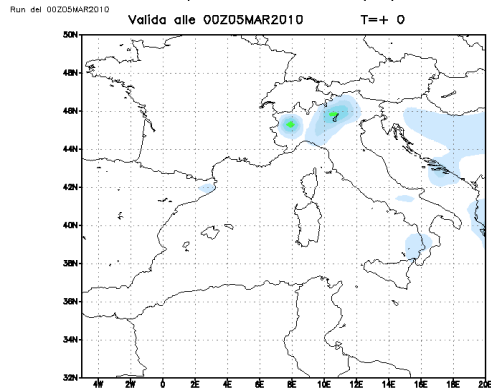 Run del 00Z05MAR2010
Valida alle 00Z05MAR2010 T=+ 0
50N
48N
46N
44N
42N
40N
38N
36N
34N
32N
4W 2W 0 2E 4E 6E 8E 10E 12E 14E 16E 18E 20E